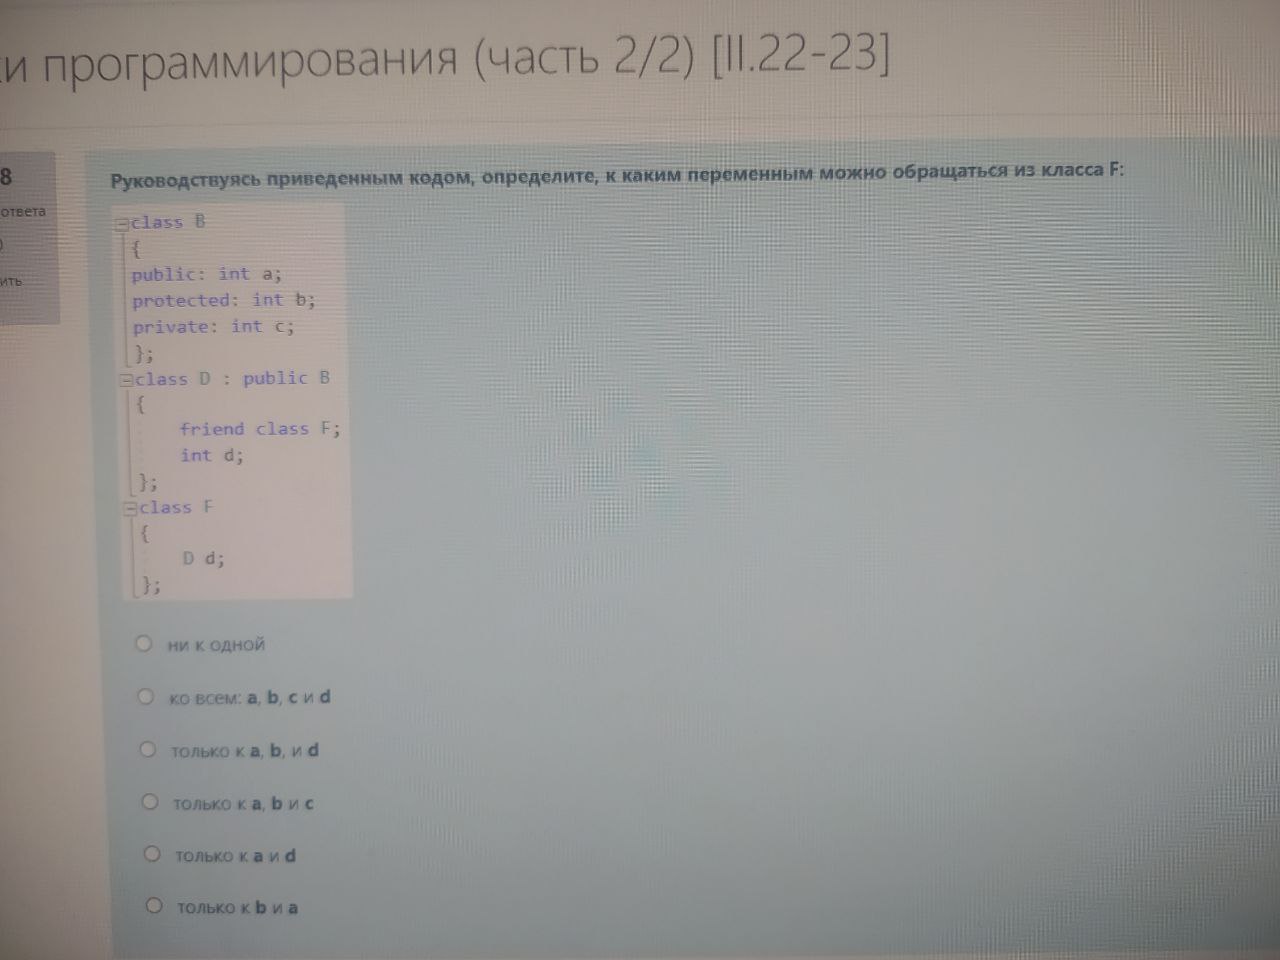 и программирования (часть 2/2) [II.22-23]
8
ответа
ить
Руководствуясь приведенным кодом, определите, к каким переменным можно обращаться из класса F:
class B
{
public: int a;
protected: int b;
private: int c;
};
class D : public B
{
friend class F;
int d;
};
class F
{
D d;
};
ни к одной
ко всем: a, b, c и d
только к a, b, и d
только к a, b и c
только к a и d
только к b и a